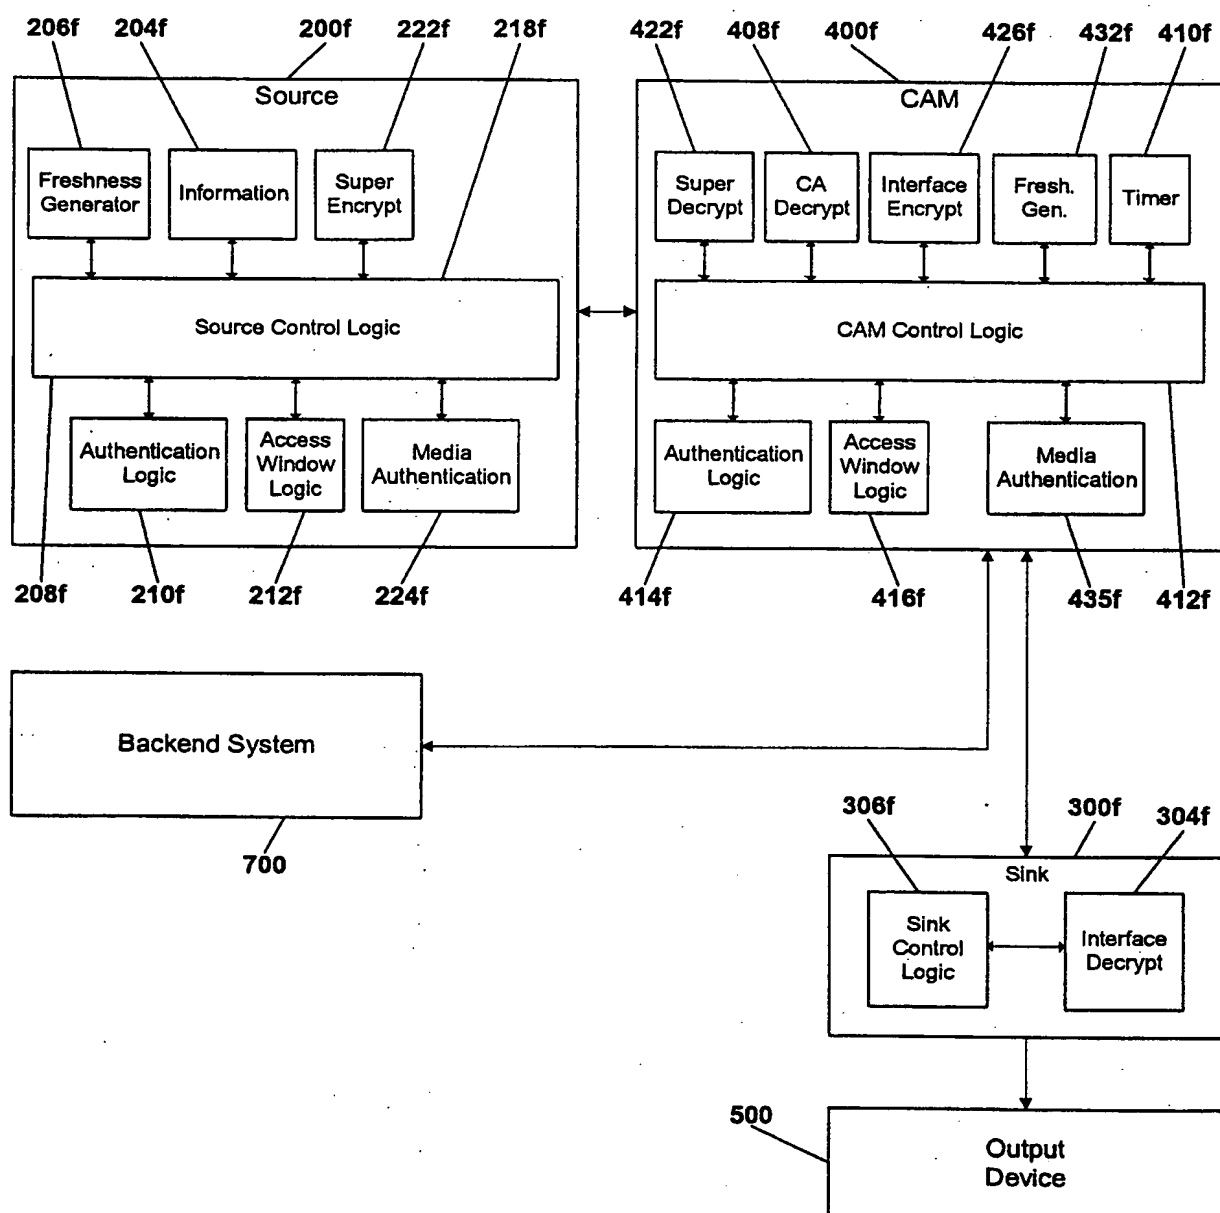 206f 204f 200f 222f 218f 422f 408f 400f 426f 432f 410f
Source
CAM
Freshness
Generator
Information
Super
Encrypt
Super
Decrypt
CA
Decrypt
Interface
Encrypt
Fresh.
Gen.
Timer
Source Control Logic
CAM Control Logic
Authentication
Logic
Access
Window
Logic
Media
Authentication
Authentication
Logic
Access
Window
Logic
Media
Authentication
208f 210f 212f 224f 414f 416f 435f 412f
Backend System
700
306f 300f 304f
Sink
Sink
Control
Logic
Interface
Decrypt
500
Output
Device